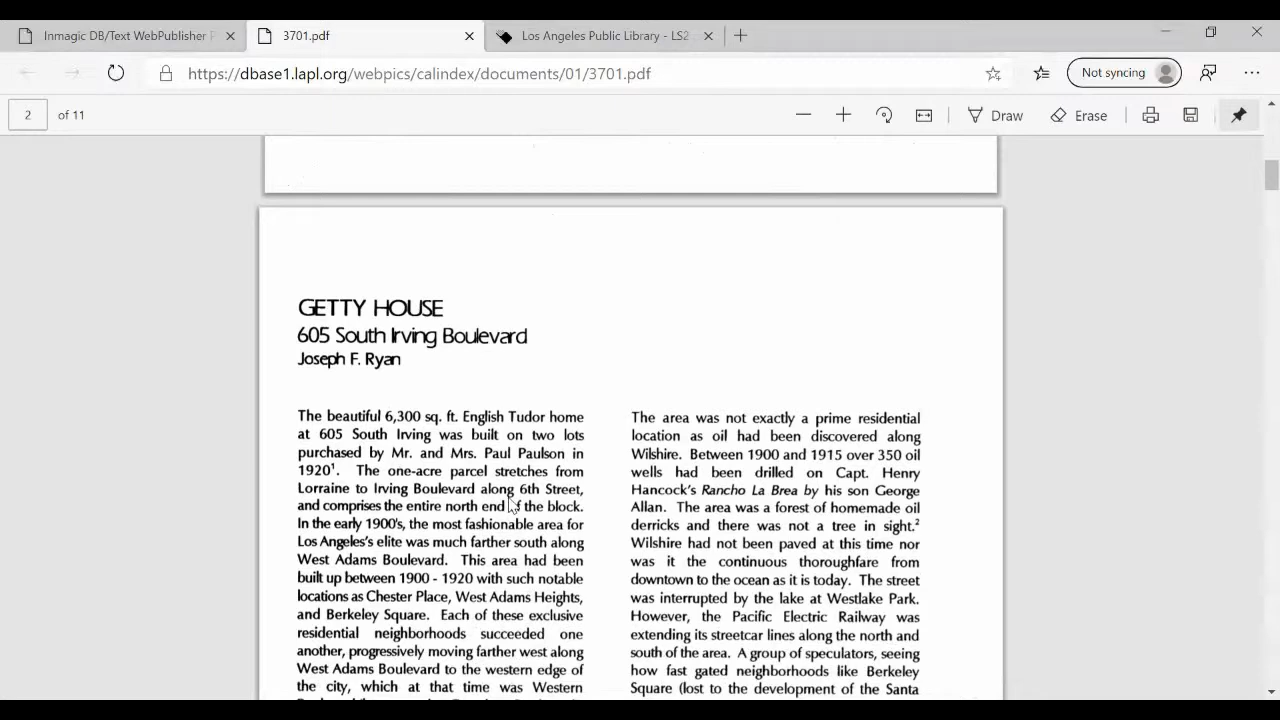 Inmagic DB/Text WebPublisher P
3701.pdf
Los Angeles Public Library - LS2
https://dbase1.lapl.org/webpics/calindex/documents/01/3701.pdf
Not syncing
2 of 11
Draw
Erase
GETTY HOUSE
605 South Irving Boulevard
Joseph F. Ryan
The beautiful 6,300 sq. ft. English Tudor home
at 605 South Irving was built on two lots
purchased by Mr. and Mrs. Paul Paulson in
1920¹. The one-acre parcel stretches from
Lorraine to Irving Boulevard along 6th Street,
and comprises the entire north end of the block.
In the early 1900's, the most fashionable area for
Los Angeles's elite was much farther south along
West Adams Boulevard. This area had been
built up between 1900 - 1920 with such notable
locations as Chester Place, West Adams Heights,
and Berkeley Square. Each of these exclusive
residential neighborhoods succeeded one
another, progressively moving farther west along
West Adams Boulevard to the western edge of
the city, which at that time was Western
The area was not exactly a prime residential
location as oil had been discovered along
Wilshire. Between 1900 and 1915 over 350 oil
wells had been drilled on Capt. Henry
Hancock's Rancho La Brea by his son George
Allan. The area was a forest of homemade oil
derricks and there was not a tree in sight.²
Wilshire had not been paved at this time nor
was it the continuous thoroughfare from
downtown to the ocean as it is today. The street
was interrupted by the lake at Westlake Park.
However, the Pacific Electric Railway was
extending its streetcar lines along the north and
south of the area. A group of speculators, seeing
how fast gated neighborhoods like Berkeley
Square (lost to the development of the Santa